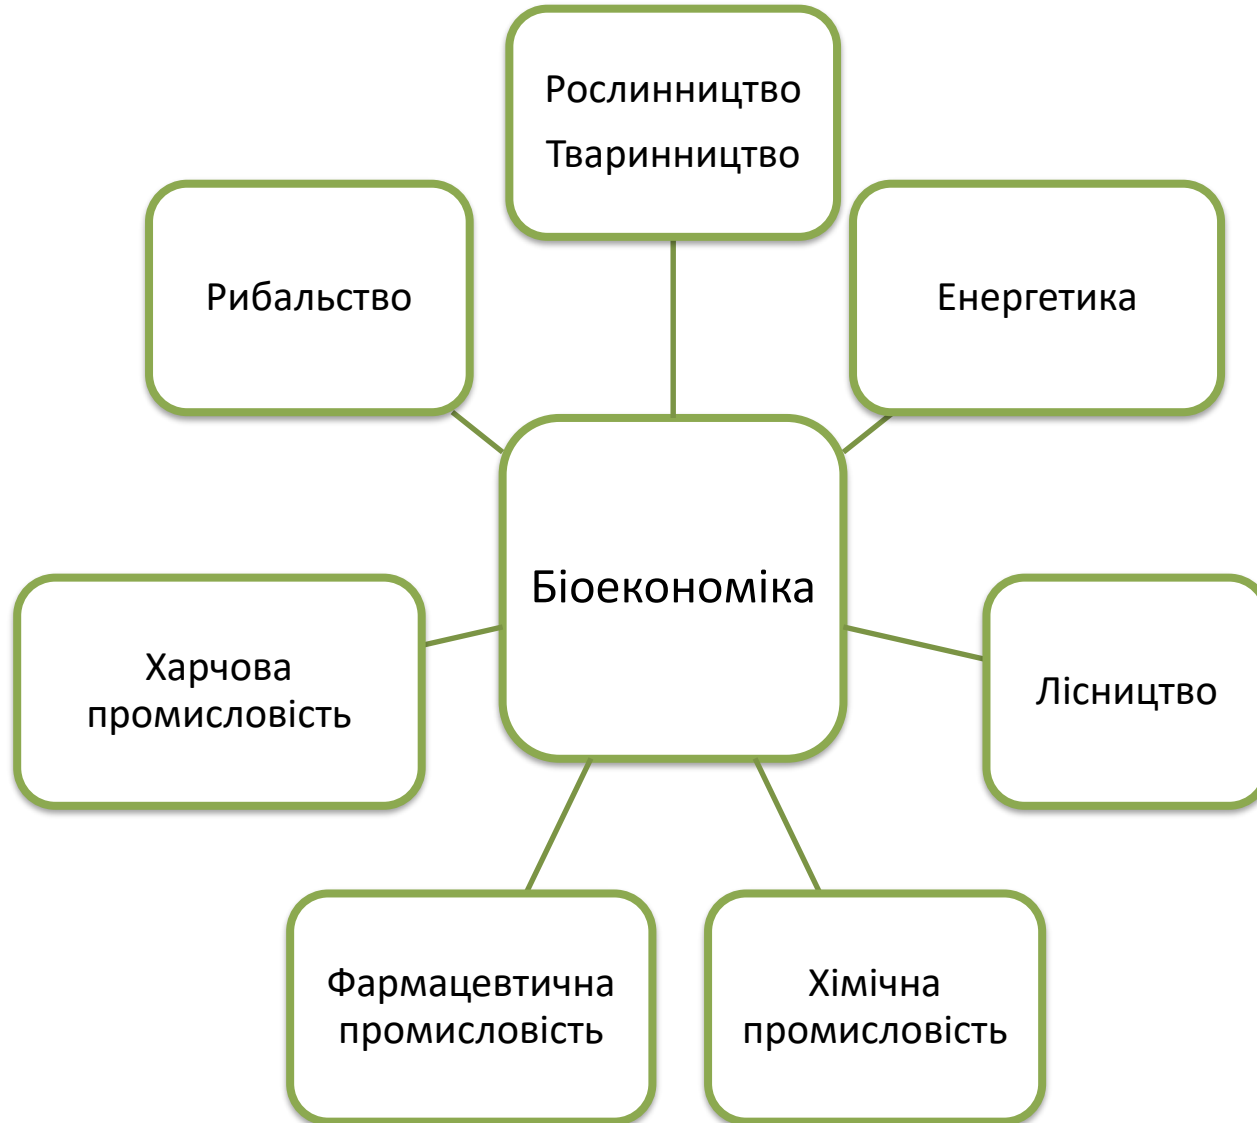 Рослинництво
Тваринництво
Рибальство
Енергетика
Біоекономіка
Харчова
промисловість
Лісництво
Фармацевтична
промисловість
Хімічна
промисловість